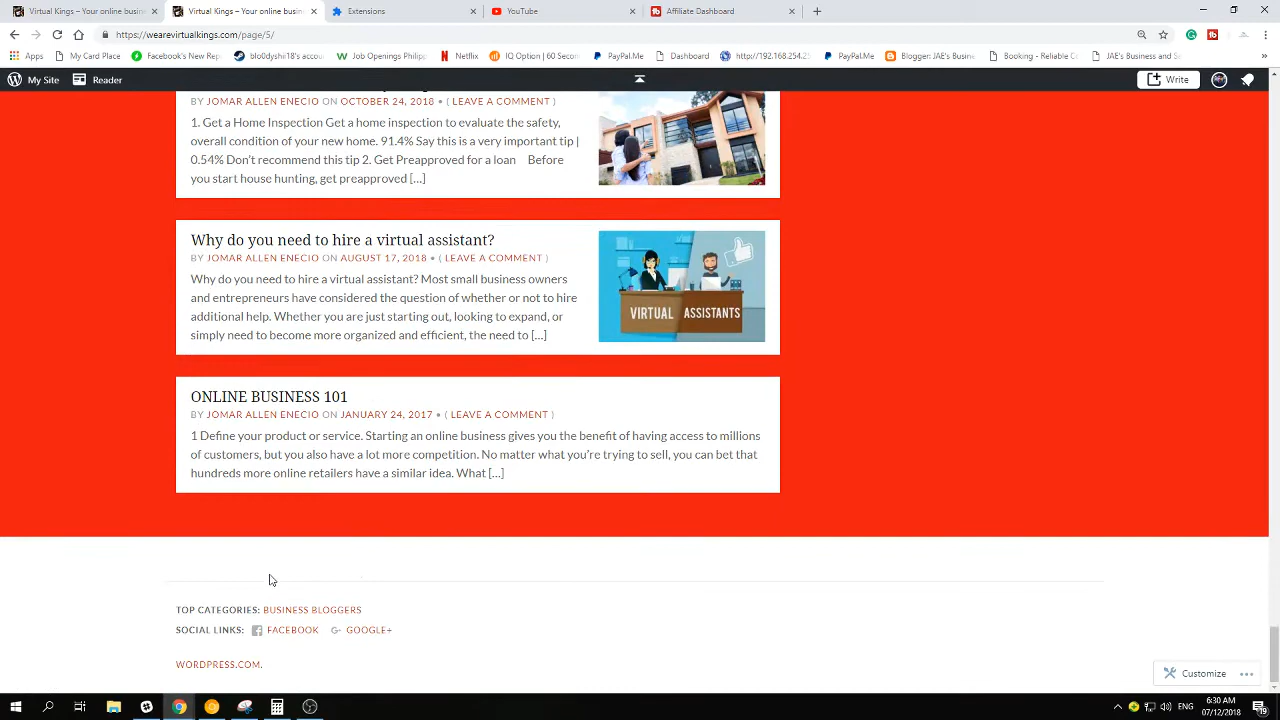 Virtual Kings – Your online busin
Virtual Kings – Your online busin
Extensions
YouTube
Affiliate Dashboard
https://wearevirtualkings.com/page/5/
Apps
My Card Place
Facebook's New Rep
blo0dyshii18's accou
Job Openings Philipp
Netflix
IQ Option | 60 Secon
PayPal.Me
Dashboard
http://192.168.254.25
PayPal.Me
Blogger: JAE's Busine
Booking - Reliable Co
JAE's Business and Sa
My Site
Reader
Write
BY JOMAR ALLEN ENECIO ON OCTOBER 24, 2018 • ( LEAVE A COMMENT )
1. Get a Home Inspection Get a home inspection to evaluate the safety,
overall condition of your new home. 91.4% Say this is a very important tip |
0.54% Don't recommend this tip 2. Get Preapproved for a loan Before
you start house hunting, get preapproved […]
Why do you need to hire a virtual assistant?
BY JOMAR ALLEN ENECIO ON AUGUST 17, 2018 • ( LEAVE A COMMENT )
Why do you need to hire a virtual assistant? Most small business owners
and entrepreneurs have considered the question of whether or not to hire
additional help. Whether you are just starting out, looking to expand, or
simply need to become more organized and efficient, the need to […]
VIRTUAL ASSISTANTS
ONLINE BUSINESS 101
BY JOMAR ALLEN ENECIO ON JANUARY 24, 2017 • ( LEAVE A COMMENT )
1 Define your product or service. Starting an online business gives you the benefit of having access to millions
of customers, but you also have a lot more competition. No matter what you're trying to sell, you can bet that
hundreds more online retailers have a similar idea. What […]
TOP CATEGORIES: BUSINESS BLOGGERS
SOCIAL LINKS: FACEBOOK GOOGLE+
WORDPRESS.COM.
Customize
6:30 AM
07/12/2018